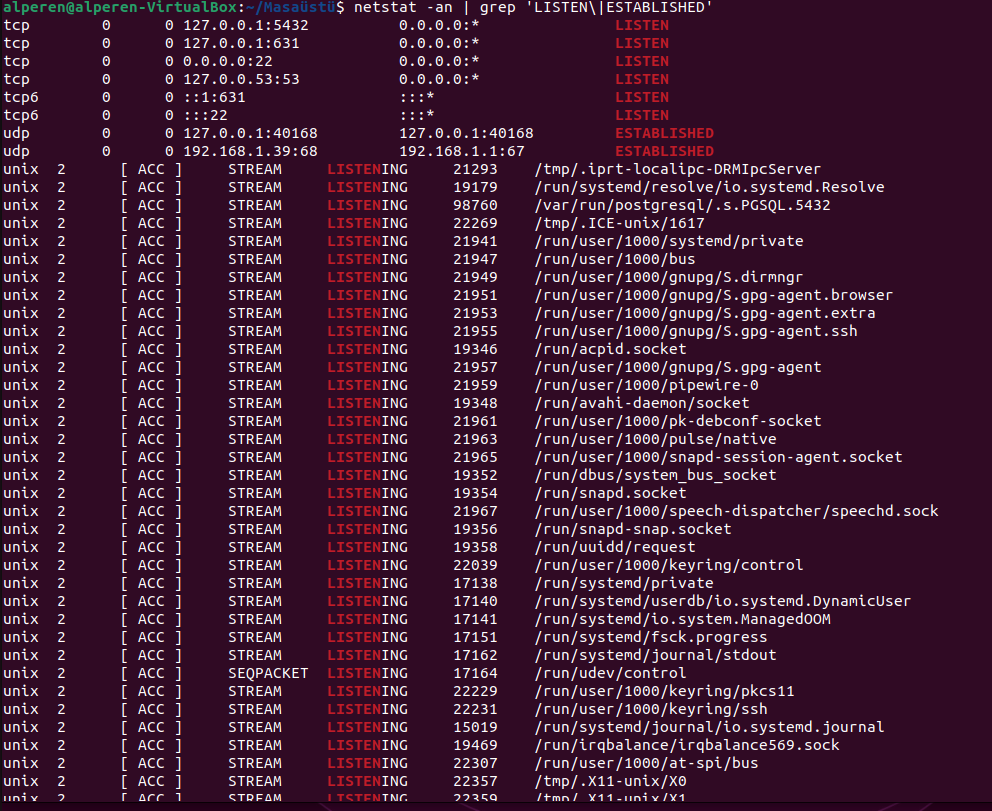 alperen@alperen-VirtualBox:~/Masaüstü$ netstat -an | grep 'LISTEN\|ESTABLISHED'
tcp        0      0 127.0.0.1:5432          0.0.0.0:*               LISTEN
tcp        0      0 127.0.0.1:631           0.0.0.0:*               LISTEN
tcp        0      0 0.0.0.0:22              0.0.0.0:*               LISTEN
tcp        0      0 127.0.0.53:53           0.0.0.0:*               LISTEN
tcp6       0      0 ::1:631                 :::*                    LISTEN
tcp6       0      0 :::22                   :::*                    LISTEN
udp        0      0 127.0.0.1:40168         127.0.0.1:40168         ESTABLISHED
udp        0      0 192.168.1.39:68         192.168.1.1:67          ESTABLISHED
unix  2      [ ACC ]     STREAM     LISTENING     21293    /tmp/.iprt-localipc-DRMIpcServer
unix  2      [ ACC ]     STREAM     LISTENING     19179    /run/systemd/resolve/io.systemd.Resolve
unix  2      [ ACC ]     STREAM     LISTENING     98760    /var/run/postgresql/.s.PGSQL.5432
unix  2      [ ACC ]     STREAM     LISTENING     22269    /tmp/.ICE-unix/1617
unix  2      [ ACC ]     STREAM     LISTENING     21941    /run/user/1000/systemd/private
unix  2      [ ACC ]     STREAM     LISTENING     21947    /run/user/1000/bus
unix  2      [ ACC ]     STREAM     LISTENING     21949    /run/user/1000/gnupg/S.dirmngr
unix  2      [ ACC ]     STREAM     LISTENING     21951    /run/user/1000/gnupg/S.gpg-agent.browser
unix  2      [ ACC ]     STREAM     LISTENING     21953    /run/user/1000/gnupg/S.gpg-agent.extra
unix  2      [ ACC ]     STREAM     LISTENING     21955    /run/user/1000/gnupg/S.gpg-agent.ssh
unix  2      [ ACC ]     STREAM     LISTENING     19346    /run/acpid.socket
unix  2      [ ACC ]     STREAM     LISTENING     21957    /run/user/1000/gnupg/S.gpg-agent
unix  2      [ ACC ]     STREAM     LISTENING     21959    /run/user/1000/pipewire-0
unix  2      [ ACC ]     STREAM     LISTENING     19348    /run/avahi-daemon/socket
unix  2      [ ACC ]     STREAM     LISTENING     21961    /run/user/1000/pk-debconf-socket
unix  2      [ ACC ]     STREAM     LISTENING     21963    /run/user/1000/pulse/native
unix  2      [ ACC ]     STREAM     LISTENING     21965    /run/user/1000/snapd-session-agent.socket
unix  2      [ ACC ]     STREAM     LISTENING     19352    /run/dbus/system_bus_socket
unix  2      [ ACC ]     STREAM     LISTENING     19354    /run/snapd.socket
unix  2      [ ACC ]     STREAM     LISTENING     21967    /run/user/1000/speech-dispatcher/speechd.sock
unix  2      [ ACC ]     STREAM     LISTENING     19356    /run/snapd-snap.socket
unix  2      [ ACC ]     STREAM     LISTENING     19358    /run/uuidd/request
unix  2      [ ACC ]     STREAM     LISTENING     22039    /run/user/1000/keyring/control
unix  2      [ ACC ]     STREAM     LISTENING     17138    /run/systemd/private
unix  2      [ ACC ]     STREAM     LISTENING     17140    /run/systemd/userdb/io.systemd.DynamicUser
unix  2      [ ACC ]     STREAM     LISTENING     17141    /run/systemd/io.system.ManagedOOM
unix  2      [ ACC ]     STREAM     LISTENING     17151    /run/systemd/fsck.progress
unix  2      [ ACC ]     STREAM     LISTENING     17162    /run/systemd/journal/stdout
unix  2      [ ACC ]     SEQPACKET  LISTENING     17164    /run/udev/control
unix  2      [ ACC ]     STREAM     LISTENING     22229    /run/user/1000/keyring/pkcs11
unix  2      [ ACC ]     STREAM     LISTENING     22231    /run/user/1000/keyring/ssh
unix  2      [ ACC ]     STREAM     LISTENING     15019    /run/systemd/journal/io.systemd.journal
unix  2      [ ACC ]     STREAM     LISTENING     19469    /run/irqbalance/irqbalance569.sock
unix  2      [ ACC ]     STREAM     LISTENING     22307    /run/user/1000/at-spi/bus
unix  2      [ ACC ]     STREAM     LISTENING     22357    /tmp/.X11-unix/X0
unix  2      [ ACC ]     STREAM     LISTENING     22359    /tmp/.X11-unix/X1